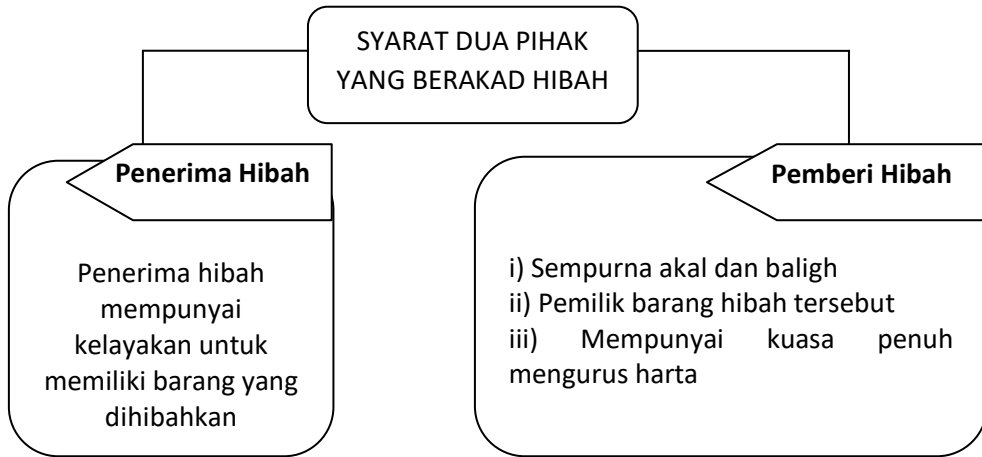 SYARAT DUA PIHAK
YANG BERAKAD HIBAH
Penerima Hibah
Penerima hibah
mempunyai
kelayakan untuk
memiliki barang yang
dihibahkan
Pemberi Hibah
i) Sempurna akal dan baligh
ii) Pemilik barang hibah tersebut
iii) Mempunyai kuasa penuh
mengurus harta